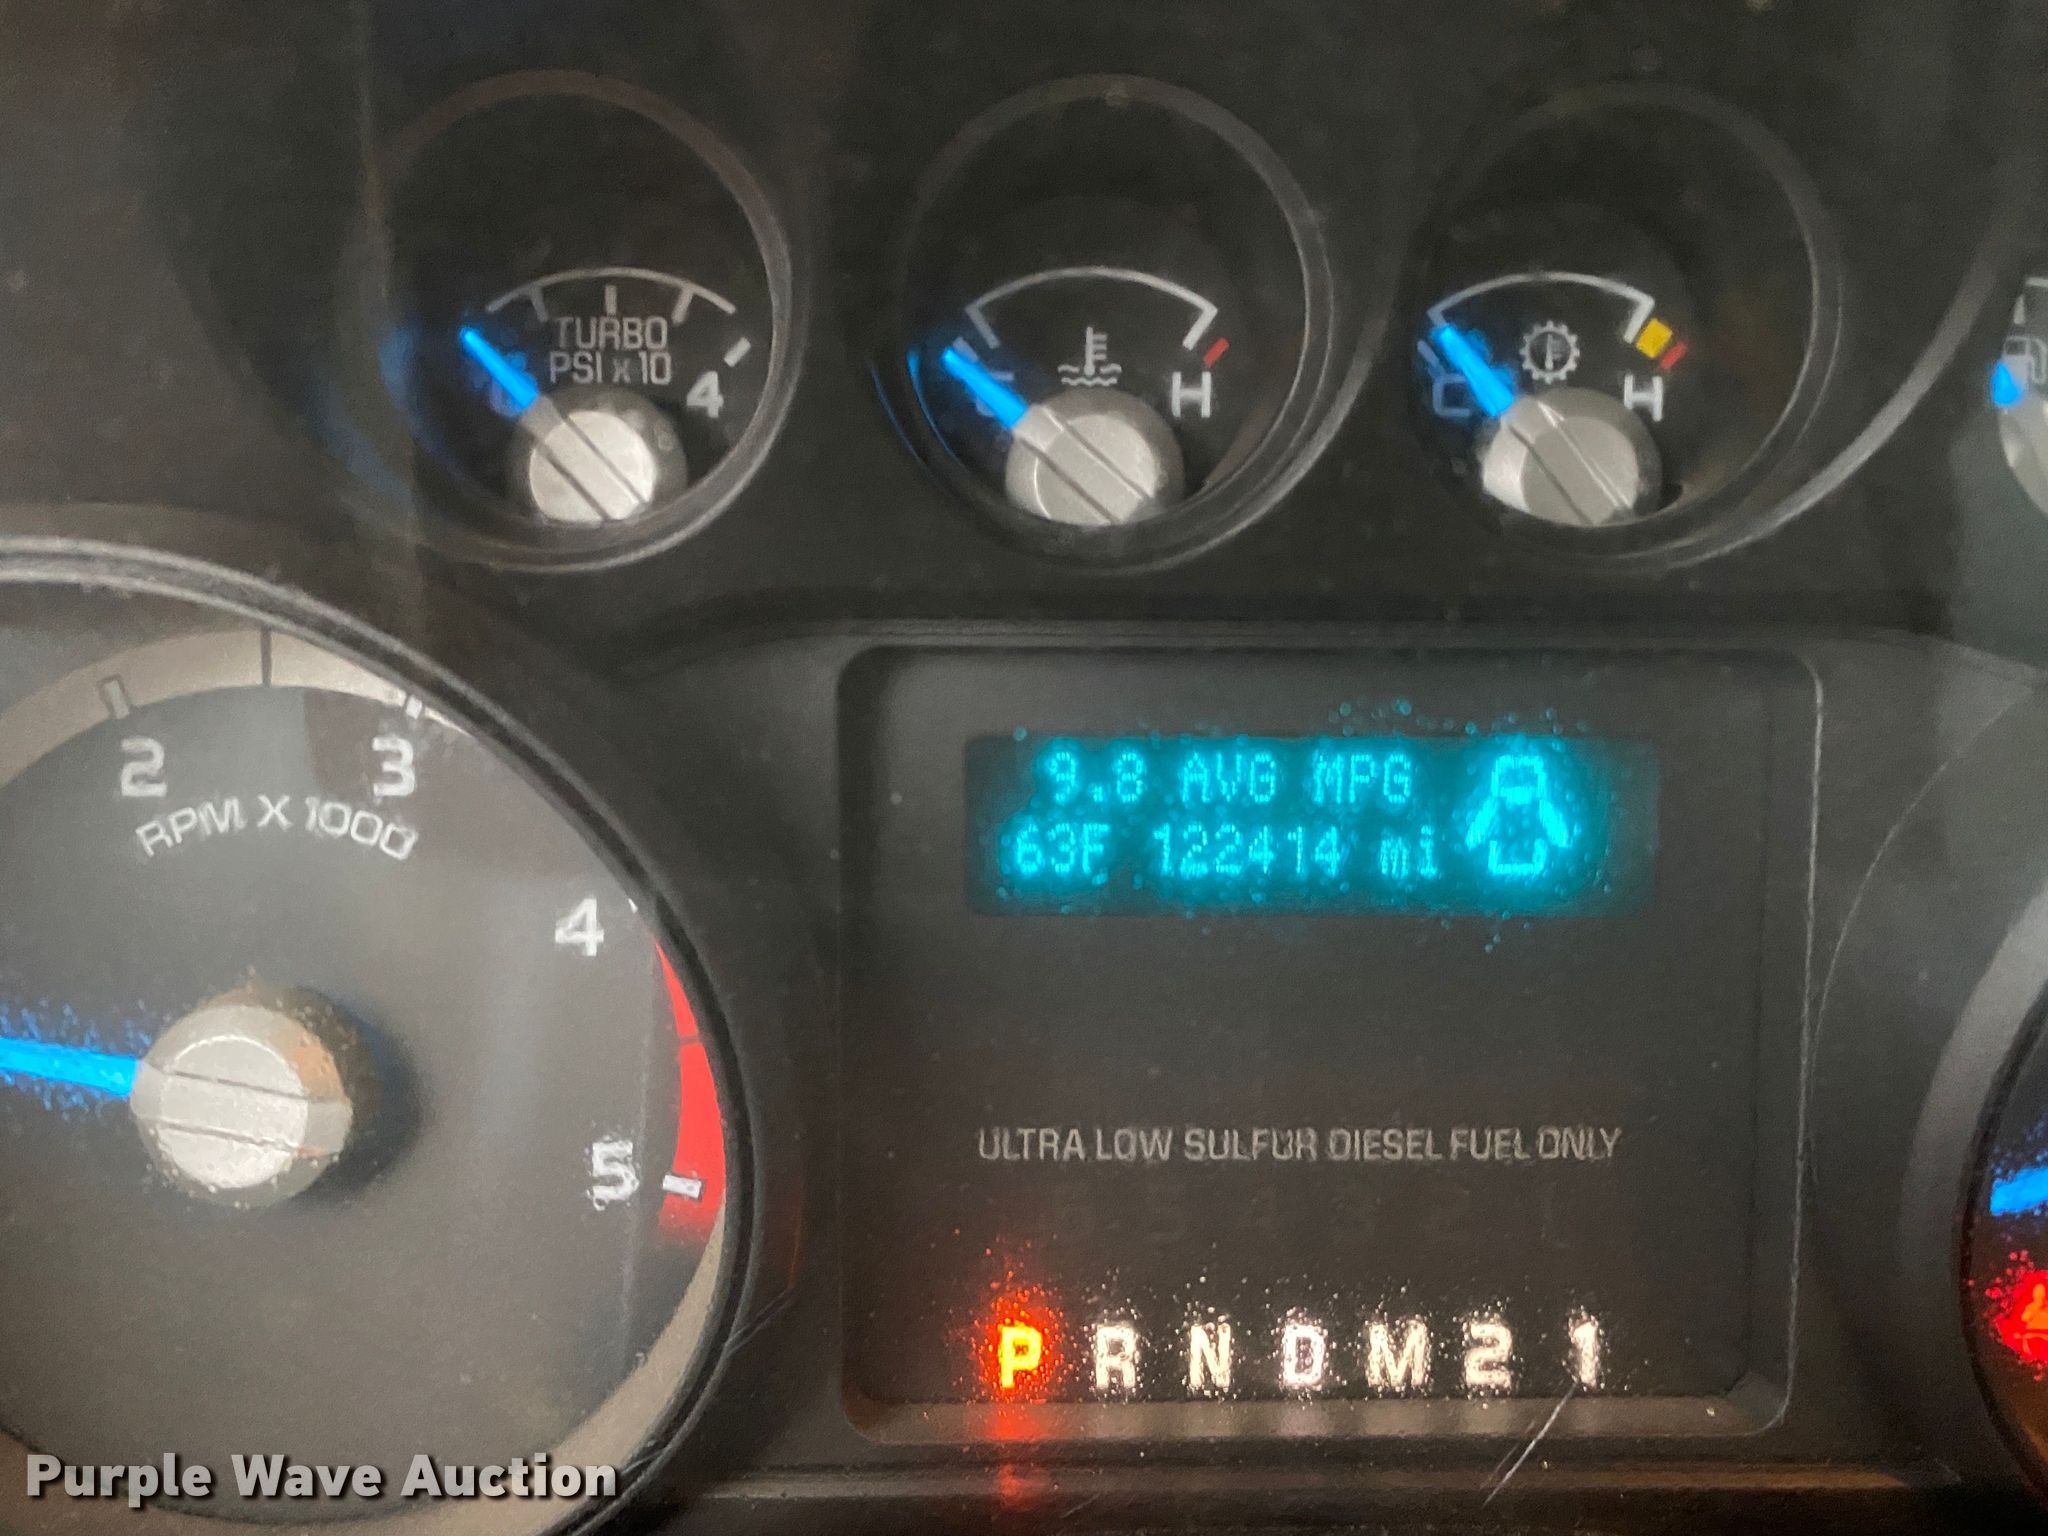 TURBO
PSI x 10
4
H
H
2
3
RPM X 1000
4
5
9.8 AVG MPG
63F 122414 mi
ULTRA LOW SULFUR DIESEL FUEL ONLY
P R N D M 2 1
Purple Wave Auction